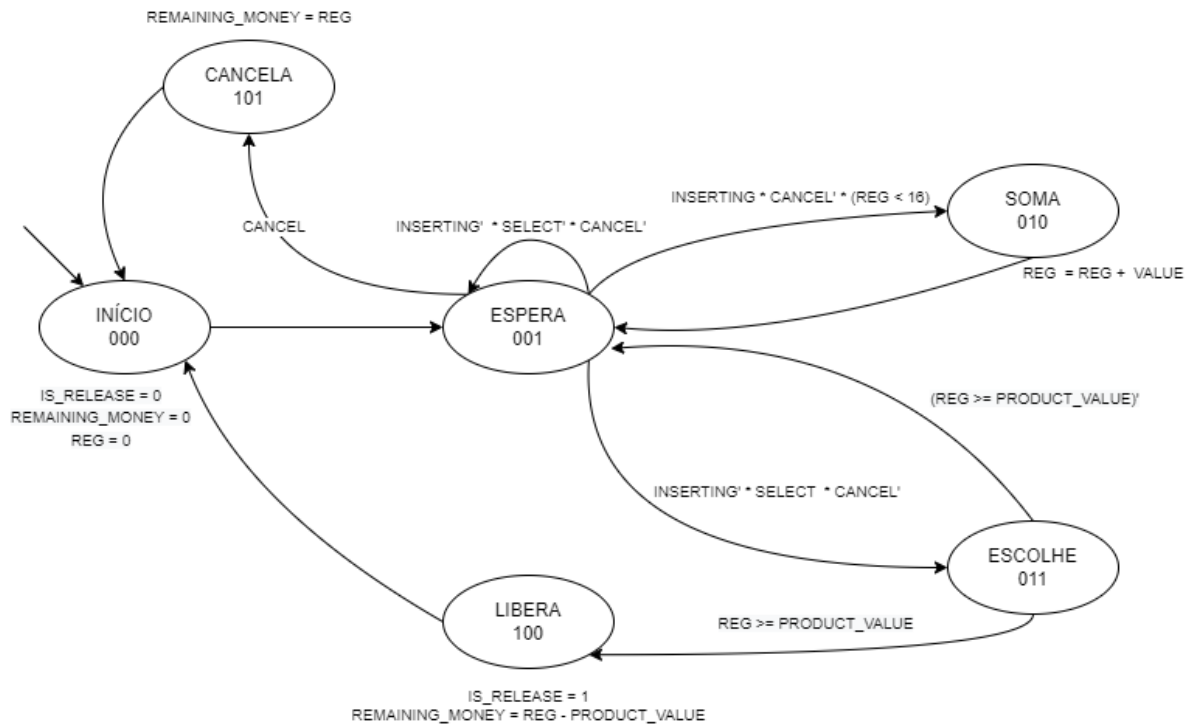 REMAINING_MONEY = REG
CANCELA
101
INSERTING * CANCEL' * (REG < 16)
SOMA
010
CANCEL
INSERTING'  * SELECT' * CANCEL'
REG  = REG +  VALUE
INÍCIO
000
ESPERA
001
IS_RELEASE = 0
REMAINING_MONEY = 0
REG = 0
(REG >= PRODUCT_VALUE)'
INSERTING' * SELECT  * CANCEL'
ESCOLHE
011
LIBERA
100
REG >= PRODUCT_VALUE
IS_RELEASE = 1
REMAINING_MONEY = REG - PRODUCT_VALUE